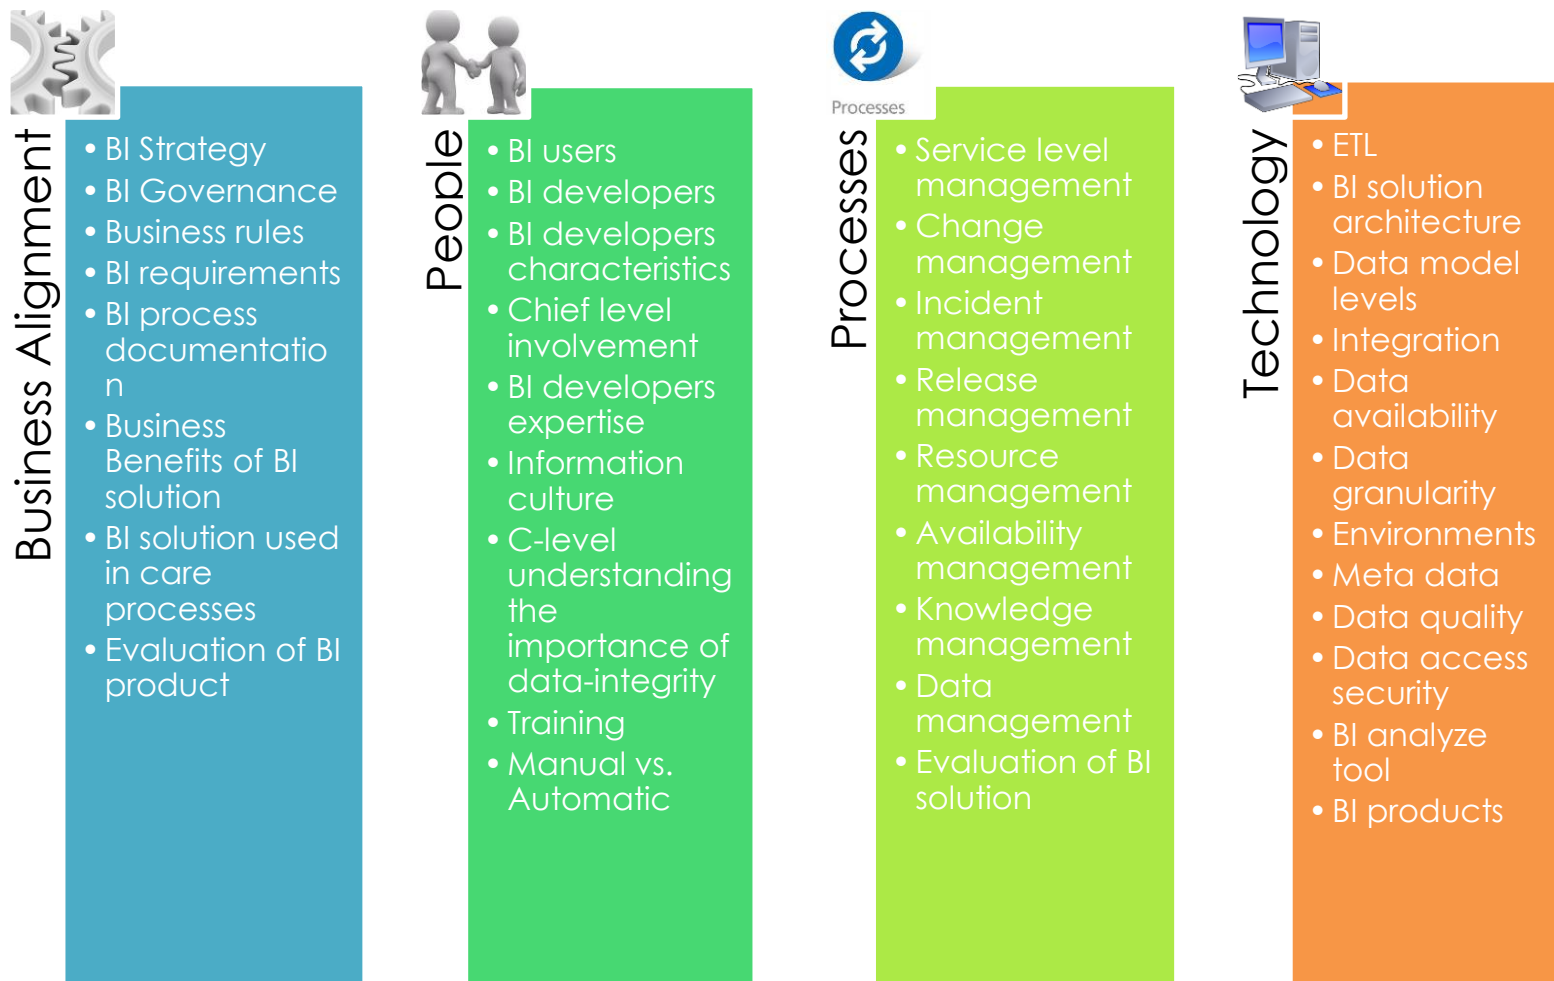 Business Alignment
• BI Strategy
• BI Governance
• Business rules
• BI requirements
• BI process
documentatio
n
• Business
Benefits of BI
solution
• BI solution used
in care
processes
• Evaluation of BI
product
People
• BI users
• BI developers
• BI developers
characteristics
• Chief level
involvement
• BI developers
expertise
• Information
culture
• C-level
understanding
the
importance of
data-integrity
• Training
• Manual vs.
Automatic
Processes
Processes
• Service level
management
• Change
management
• Incident
management
• Release
management
• Resource
management
• Availability
management
• Knowledge
management
• Data
management
• Evaluation of BI
solution
Technology
• ETL
• BI solution
architecture
• Data model
levels
• Integration
• Data
availability
• Data
granularity
• Environments
• Meta data
• Data quality
• Data access
security
• BI analyze
tool
• BI products